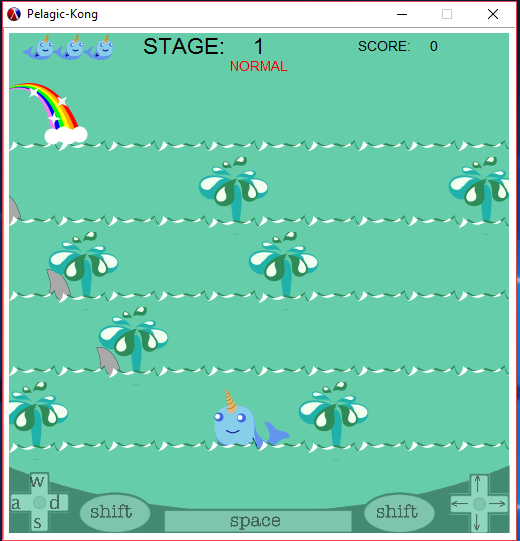 Pelagic-Kong
STAGE: 1
SCORE: 0
NORMAL
w
a d
s
shift
space
shift